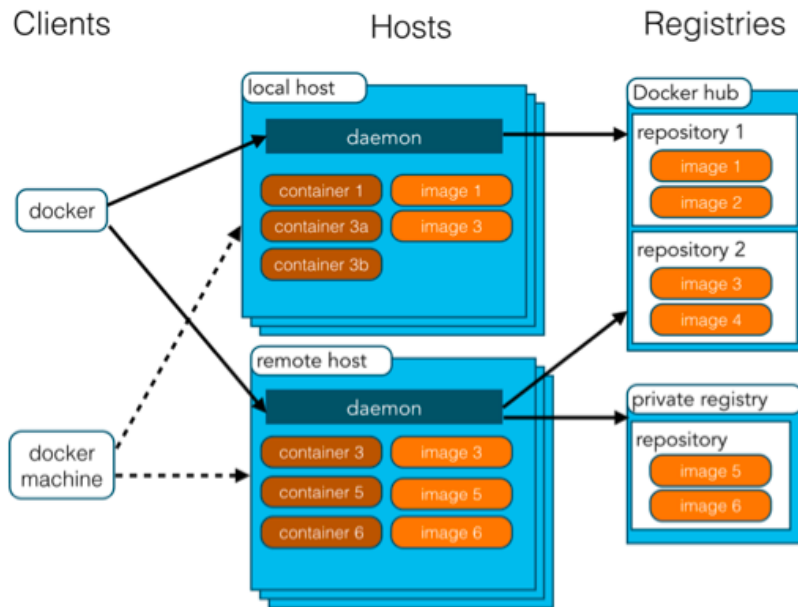 Clients
Hosts
Registries
docker
docker
machine
local host
daemon
container 1
image 1
container 3a
image 3
container 3b
remote host
daemon
container 3
image 3
container 5
image 5
container 6
image 6
Docker hub
repository 1
image 1
image 2
repository 2
image 3
image 4
private registry
repository
image 5
image 6